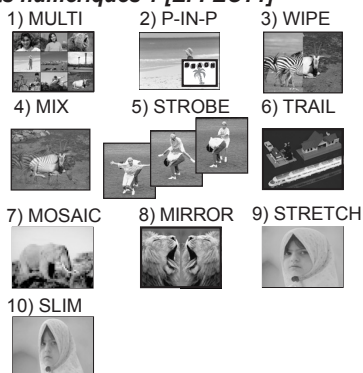 numériques : [EFFECT1]
1) MULTI 2) P-IN-P 3) WIPE
4) MIX 5) STROBE 6) TRAIL
7) MOSAIC 8) MIRROR 9) STRETCH
10) SLIM